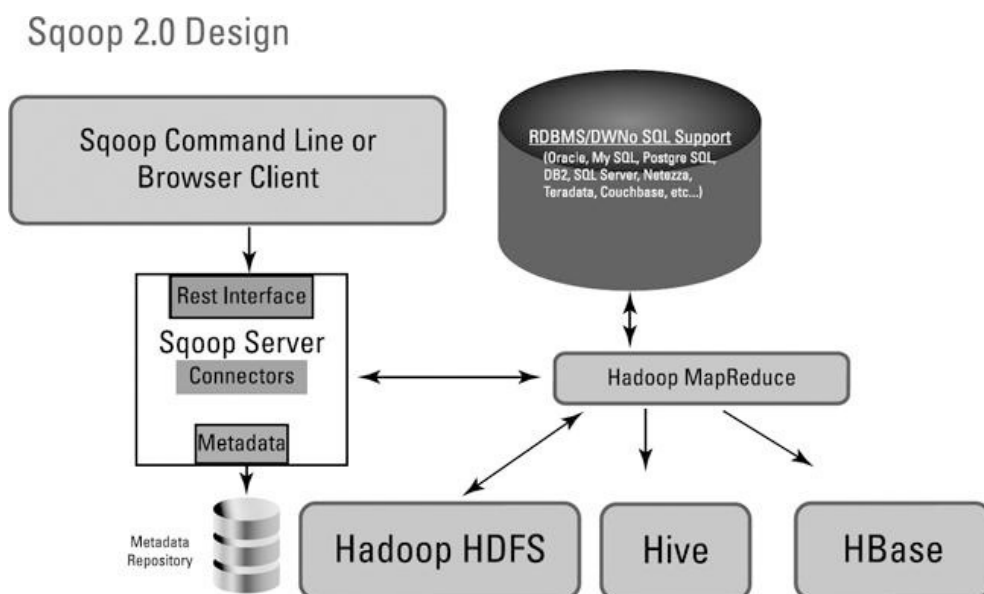 Sqoop 2.0 Design
Sqoop Command Line or
Browser Client
RDBMS/DWNo SQL Support
(Oracle, My SQL, Postgre SQL,
DB2, SQL Server, Netezza,
Teradata, Couchbase, etc...)
Rest Interface
Sqoop Server
Connectors
Hadoop MapReduce
Metadata
Metadata
Repository
Hadoop HDFS
Hive
HBase